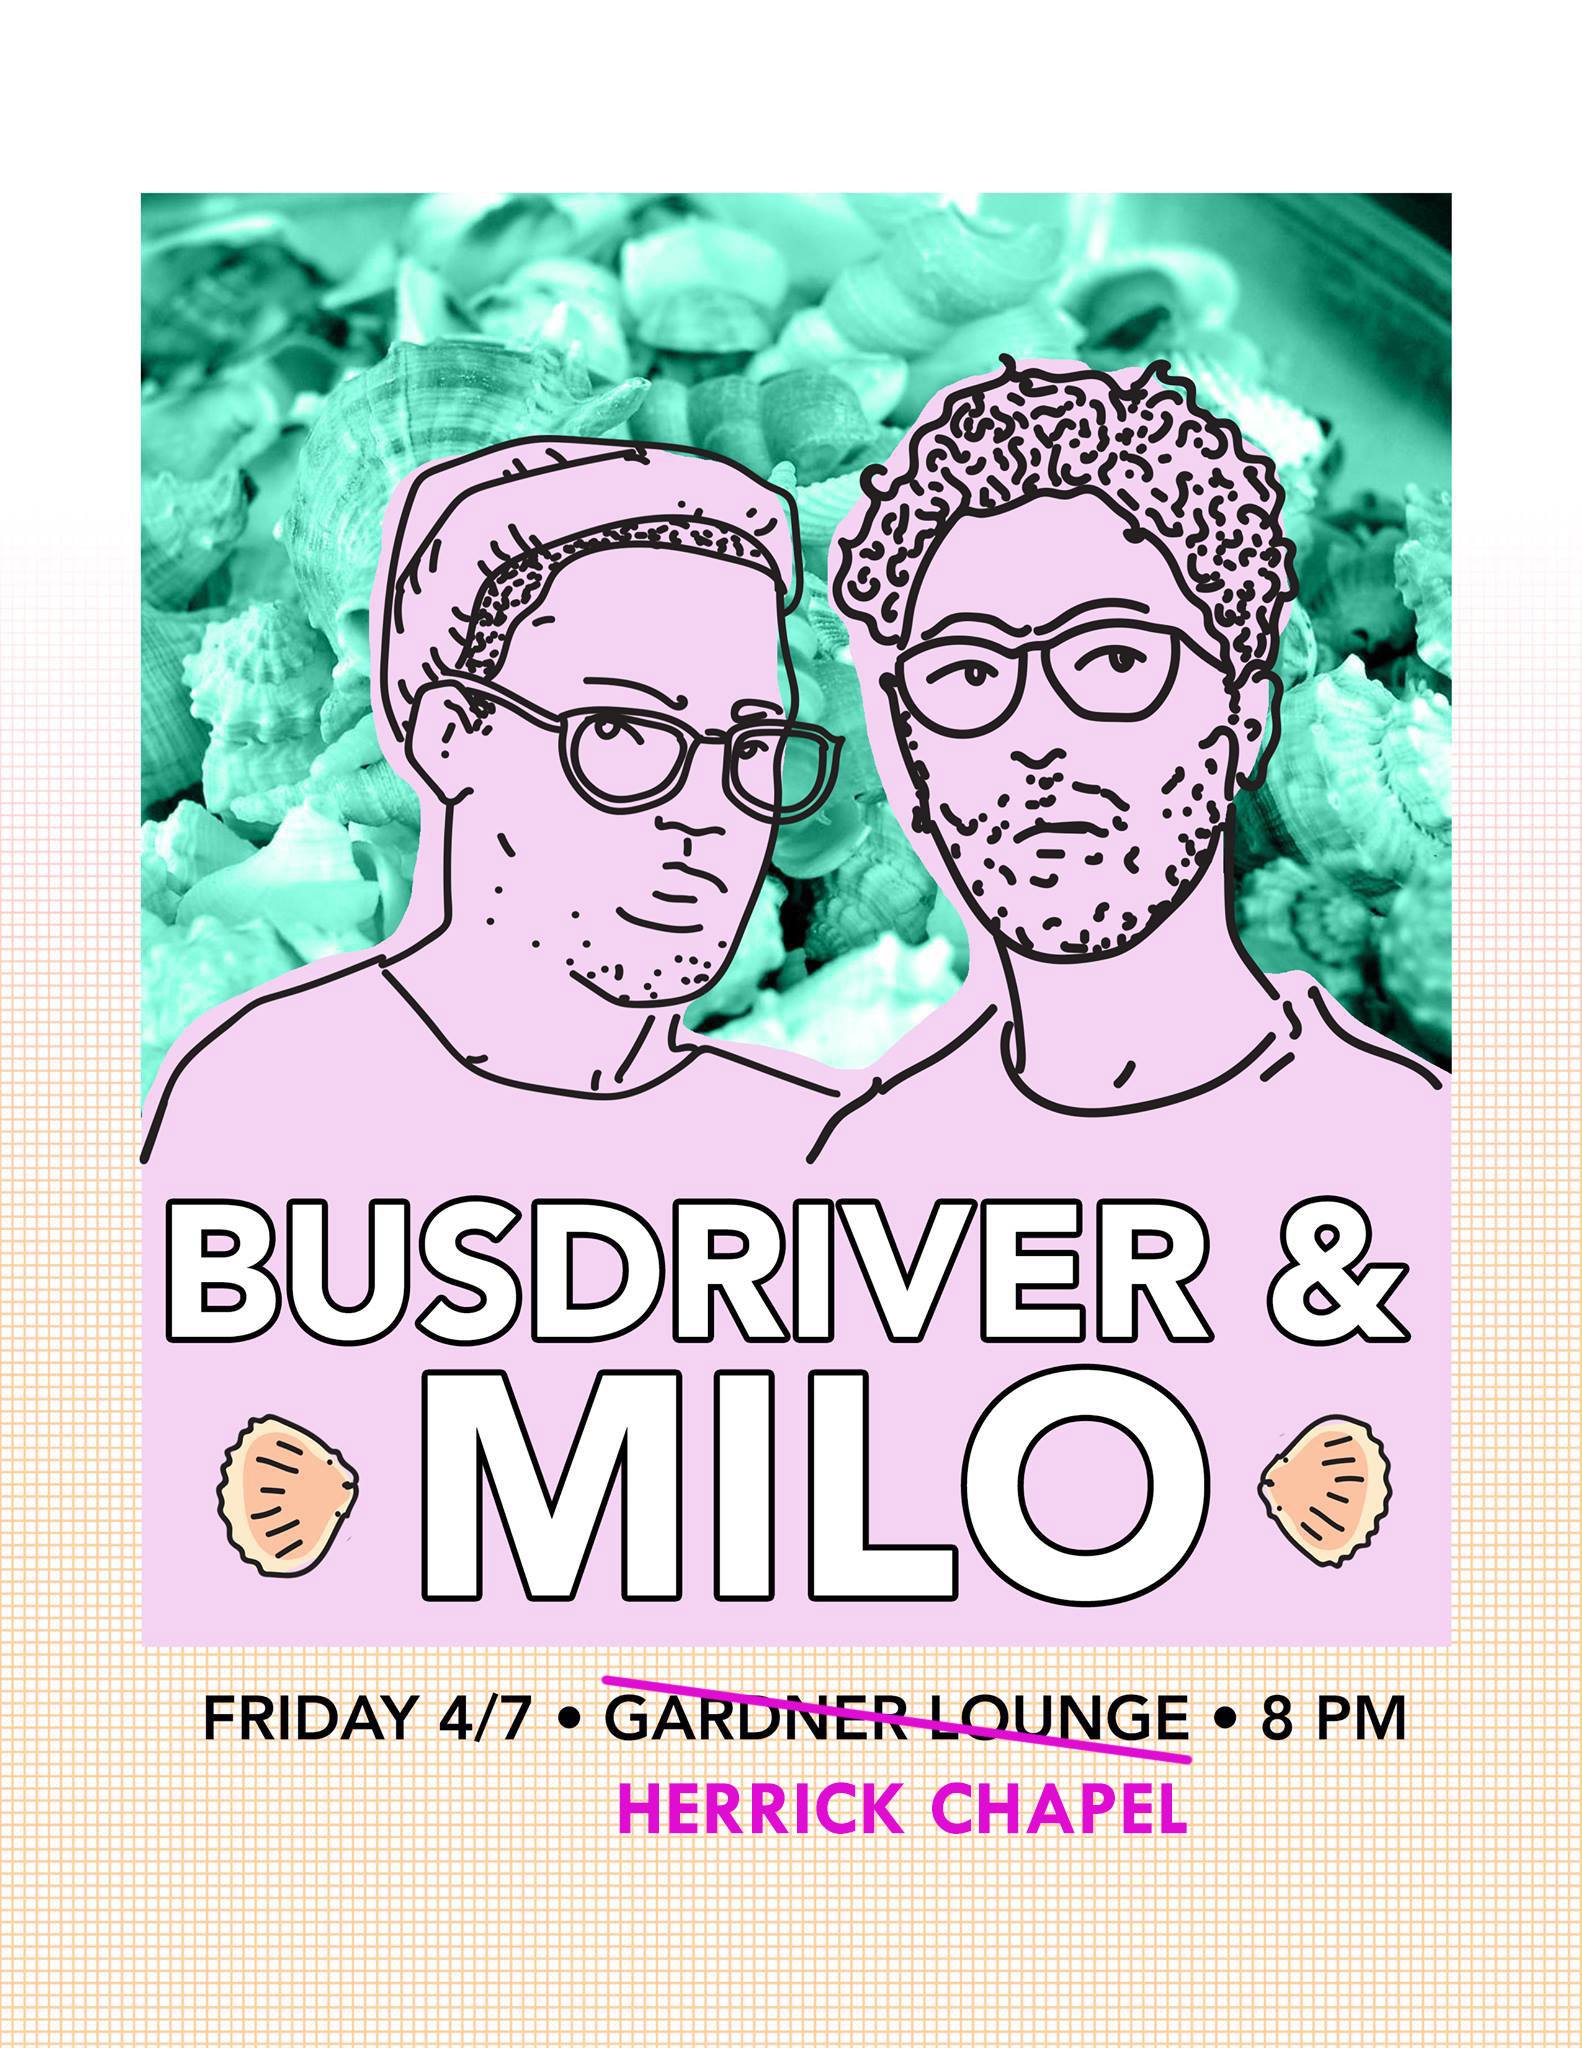 BUSDRIVER &
MILO
FRIDAY 4/7 • GARDNER LOUNGE • 8 PM
HERRICK CHAPEL